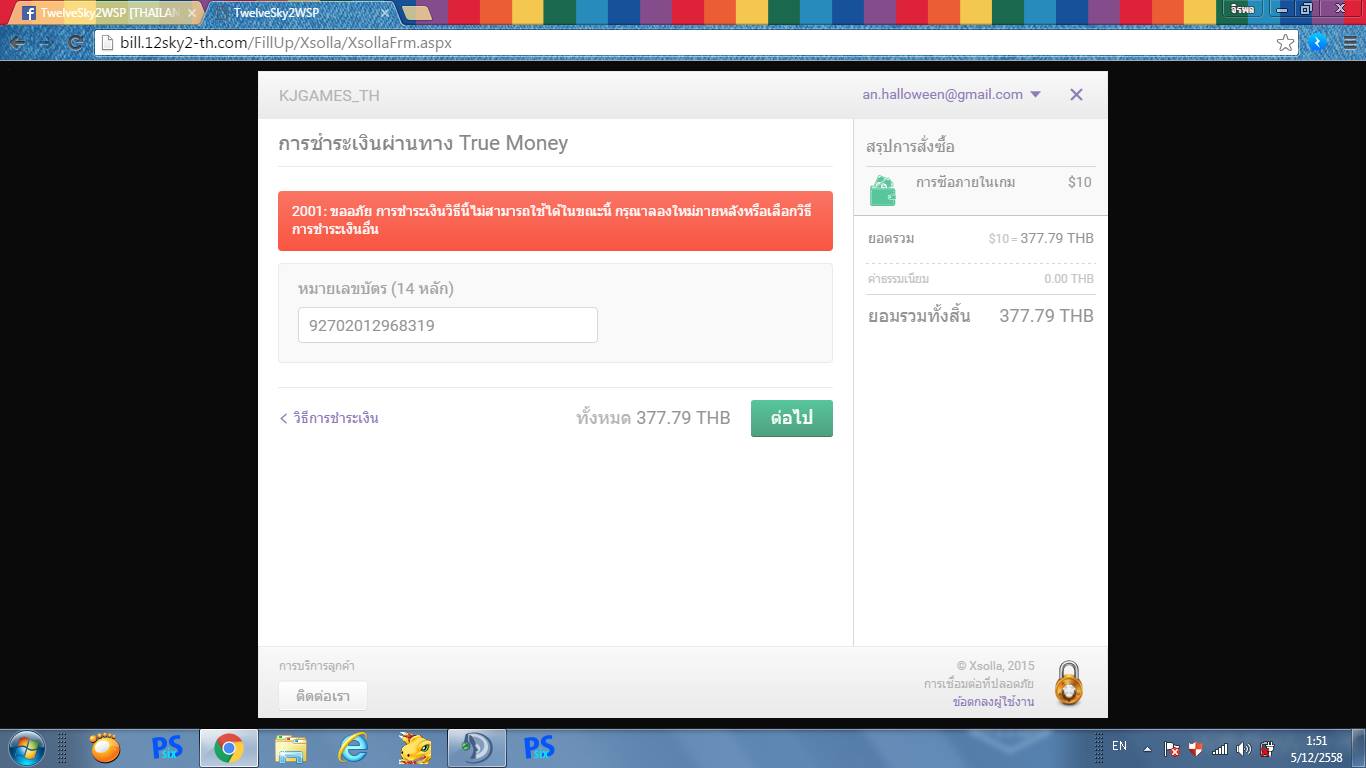 TwelveSky2WSP [THAILAN
TwelveSky2WSP
จิรพล
bill.12sky2-th.com/FillUp/Xsolla/XsollaFrm.aspx
KJGAMES_TH
an.halloween@gmail.com
การชำระเงินผ่านทาง True Money
สรุปการสั่งซื้อ
การซื้อภายในเกม $10
2001: ขออภัย การชำระเงินวิธีนี้ไม่สามารถใช้ได้ในขณะนี้ กรุณาลองใหม่ภายหลังหรือเลือกวิธี
การชำระเงินอื่น
ยอดรวม $10 = 377.79 THB
ค่าธรรมเนียม 0.00 THB
ยอมรวมทั้งสิ้น 377.79 THB
หมายเลขบัตร (14 หลัก)
92702012968319
< วิธีการชำระเงิน
ทั้งหมด 377.79 THB
ต่อไป
การบริการลูกค้า
ติดต่อเรา
© Xsolla, 2015
การเชื่อมต่อที่ปลอดภัย
ข้อตกลงผู้ใช้งาน
PS
PS
EN
1:51
5/12/2558